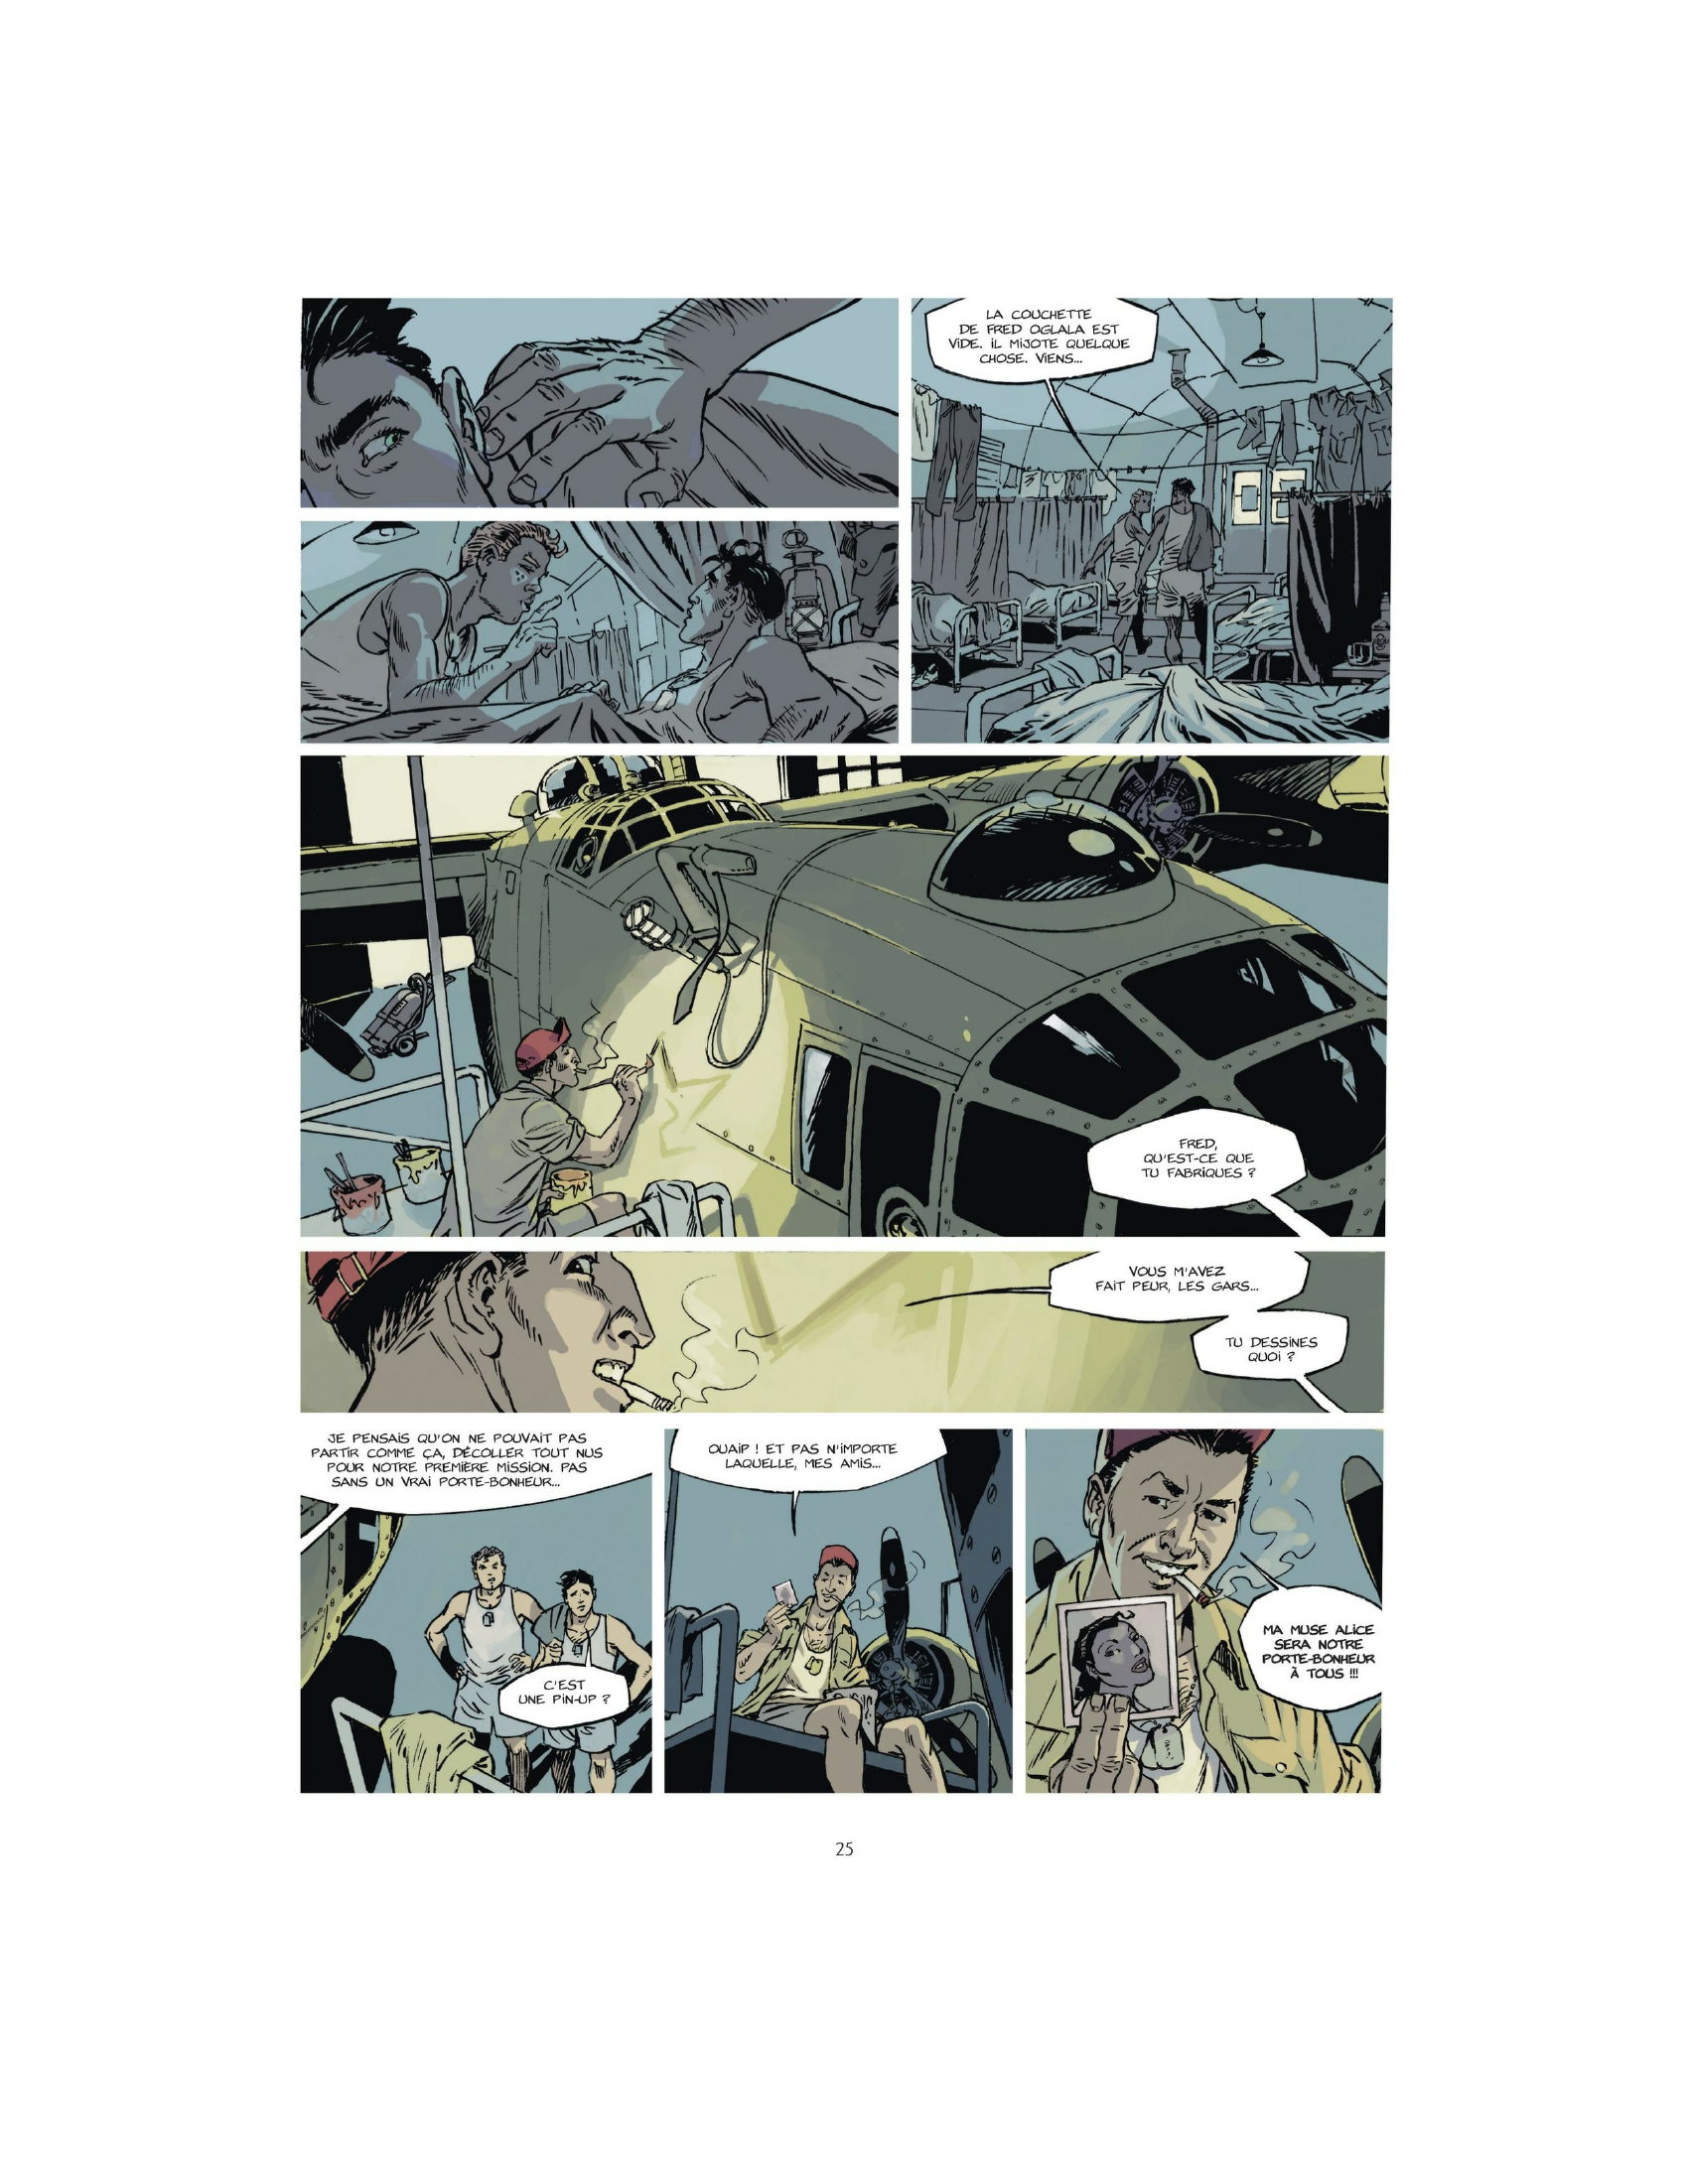 LA COUCHETTE
DE FRED OGLALA EST
VIDE. IL MIJOTE QUELQUE
CHOSE. VIENS...
FRED,
QU'EST-CE QUE
TU FABRIQUES ?
VOUS M'AVEZ
FAIT PEUR, LES GARS...
TU DESSINES
QUOI ?
JE PENSAIS QU'ON NE POUVAIT PAS
PARTIR COMME ÇA, DÉCOLLER TOUT NUS
POUR NOTRE PREMIÈRE MISSION. PAS
SANS UN VRAI PORTE-BONHEUR...
C'EST
UNE PIN-UP ?
OUAIP ! ET PAS N'IMPORTE
LAQUELLE, MES AMIS...
MA MUSE ALICE
SERA NOTRE
PORTE-BONHEUR
À TOUS !!!
25